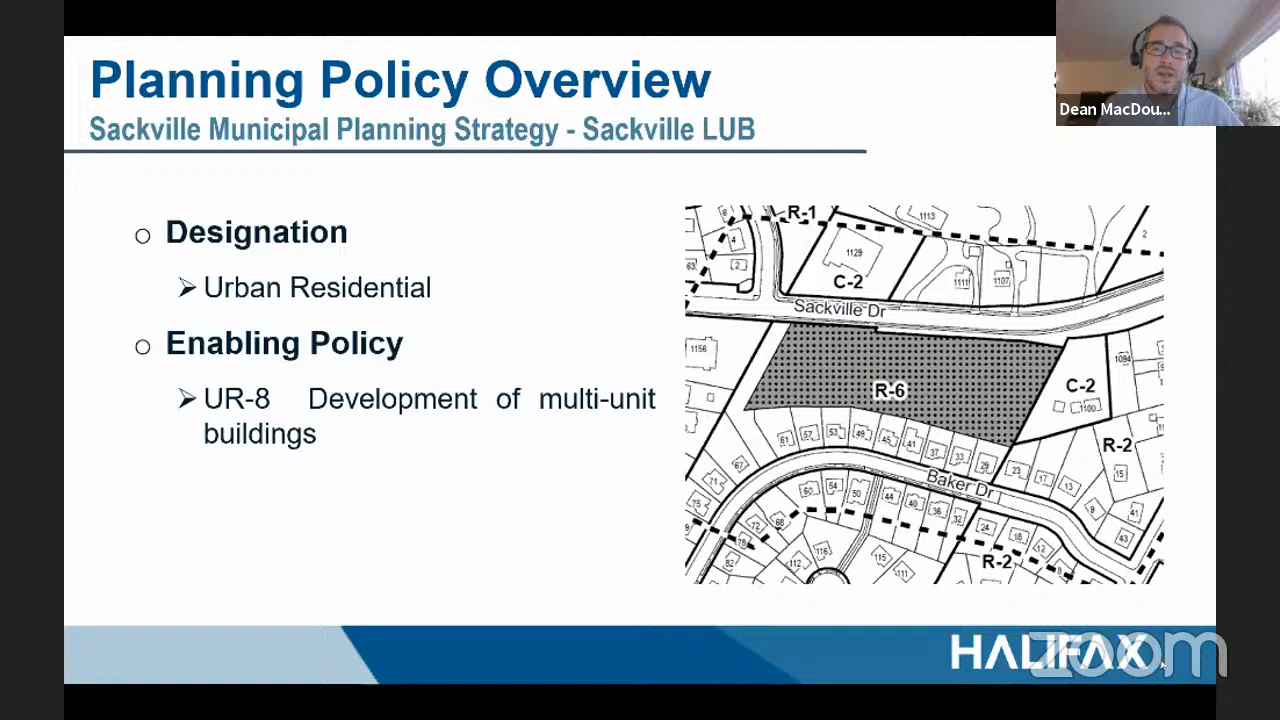 Planning Policy Overview
Sackville Municipal Planning Strategy - Sackville LUB
Dean MacDou...
Designation
Urban Residential
Enabling Policy
UR-8 Development of multi-unit
buildings
R-1
1113
2
6
4
2
63
1129
C-2
1111
1107
Sackville Dr
1156
R-6
1094
C-2
1100
R-2
61
57
53
49
45
41
37
33
29
23
17
13
15
9
41
43
67
71
75
Baker Dr
60
54
50
44
40
36
32
24
18
12
8
72
68
78
82
112
116
115
111
R-2
HALIFAX
zoom